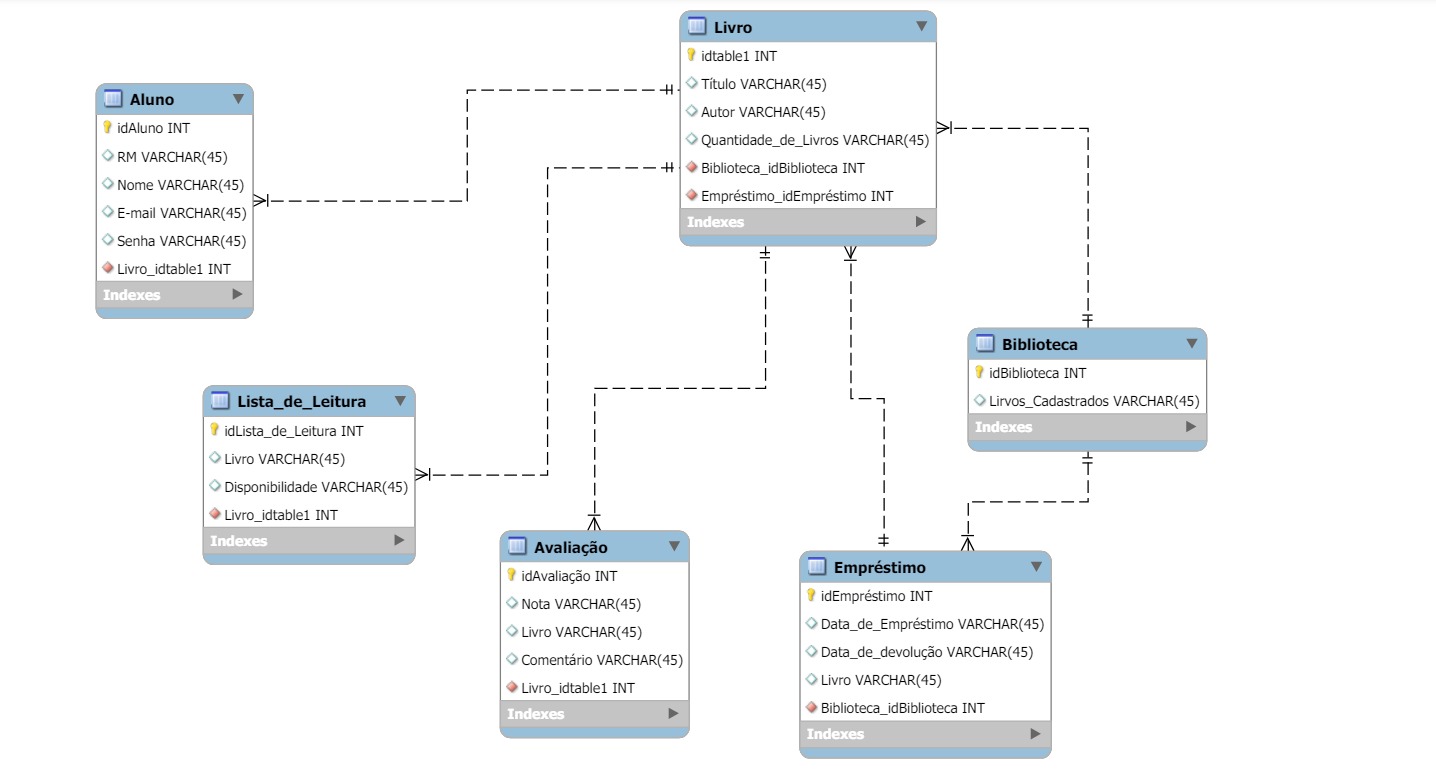 Livro
idtable1 INT
Título VARCHAR(45)
Autor VARCHAR(45)
Quantidade_de_Livros VARCHAR(45)
Biblioteca_idBiblioteca INT
Empréstimo_idEmpréstimo INT
Indexes
Aluno
idAluno INT
RM VARCHAR(45)
Nome VARCHAR(45)
E-mail VARCHAR(45)
Senha VARCHAR(45)
Livro_idtable1 INT
Indexes
Biblioteca
idBiblioteca INT
Lirvos_Cadastrados VARCHAR(45)
Indexes
Lista_de_Leitura
idLista_de_Leitura INT
Livro VARCHAR(45)
Disponibilidade VARCHAR(45)
Livro_idtable1 INT
Indexes
Avaliação
idAvaliação INT
Nota VARCHAR(45)
Livro VARCHAR(45)
Comentário VARCHAR(45)
Livro_idtable1 INT
Indexes
Empréstimo
idEmpréstimo INT
Data_de_Empréstimo VARCHAR(45)
Data_de_devolução VARCHAR(45)
Livro VARCHAR(45)
Biblioteca_idBiblioteca INT
Indexes